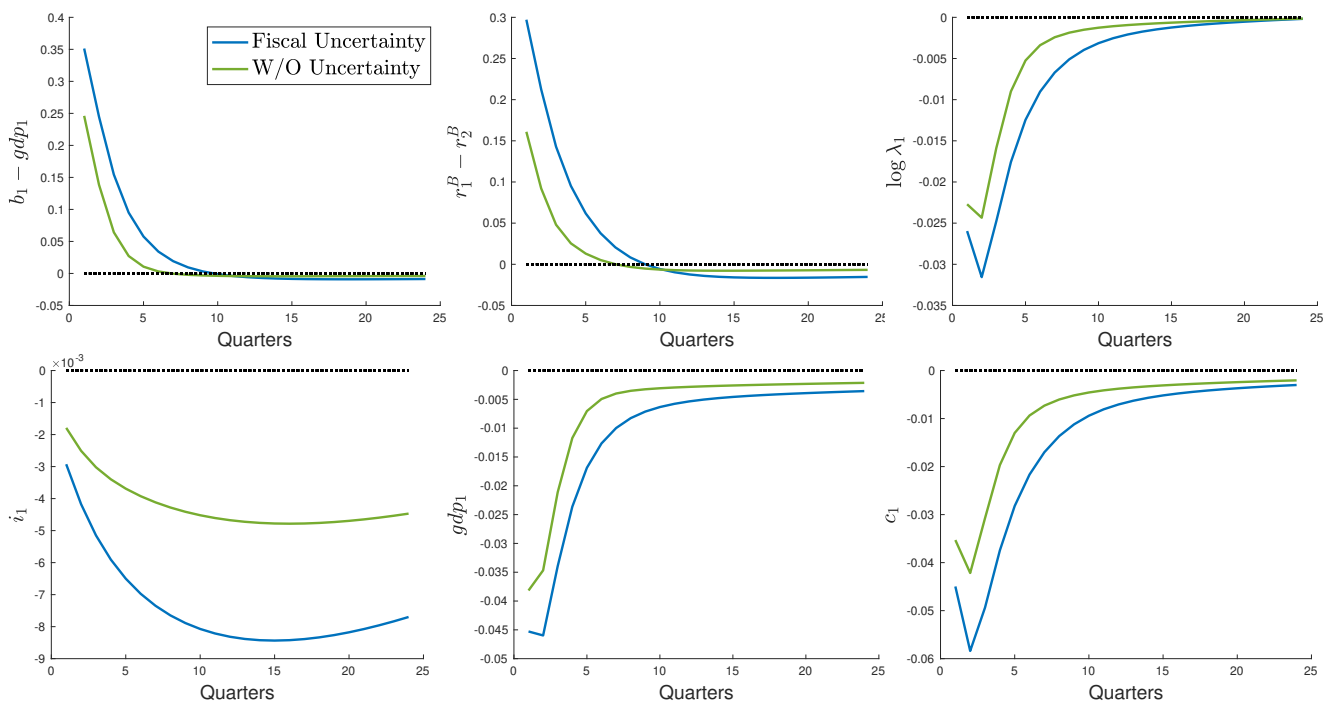 0.4
0.35
0.3
0.25
0.2
0.15
0.1
0.05
0
-0.05
b₁ − gdp₁
Fiscal Uncertainty
W/O Uncertainty
0 5 10 15 20 25
Quarters
0.3
0.25
0.2
0.15
0.1
0.05
0
-0.05
r₁ᴮ − r₂ᴮ
0 5 10 15 20 25
Quarters
0
-0.005
-0.01
-0.015
-0.02
-0.025
-0.03
-0.035
log λ₁
0 5 10 15 20 25
Quarters
×10⁻³
0
-1
-2
-3
-4
-5
-6
-7
-8
-9
i₁
0 5 10 15 20 25
Quarters
0
-0.005
-0.01
-0.015
-0.02
-0.025
-0.03
-0.035
-0.04
-0.045
-0.05
gdp₁
0 5 10 15 20 25
Quarters
0
-0.01
-0.02
-0.03
-0.04
-0.05
-0.06
c₁
0 5 10 15 20 25
Quarters